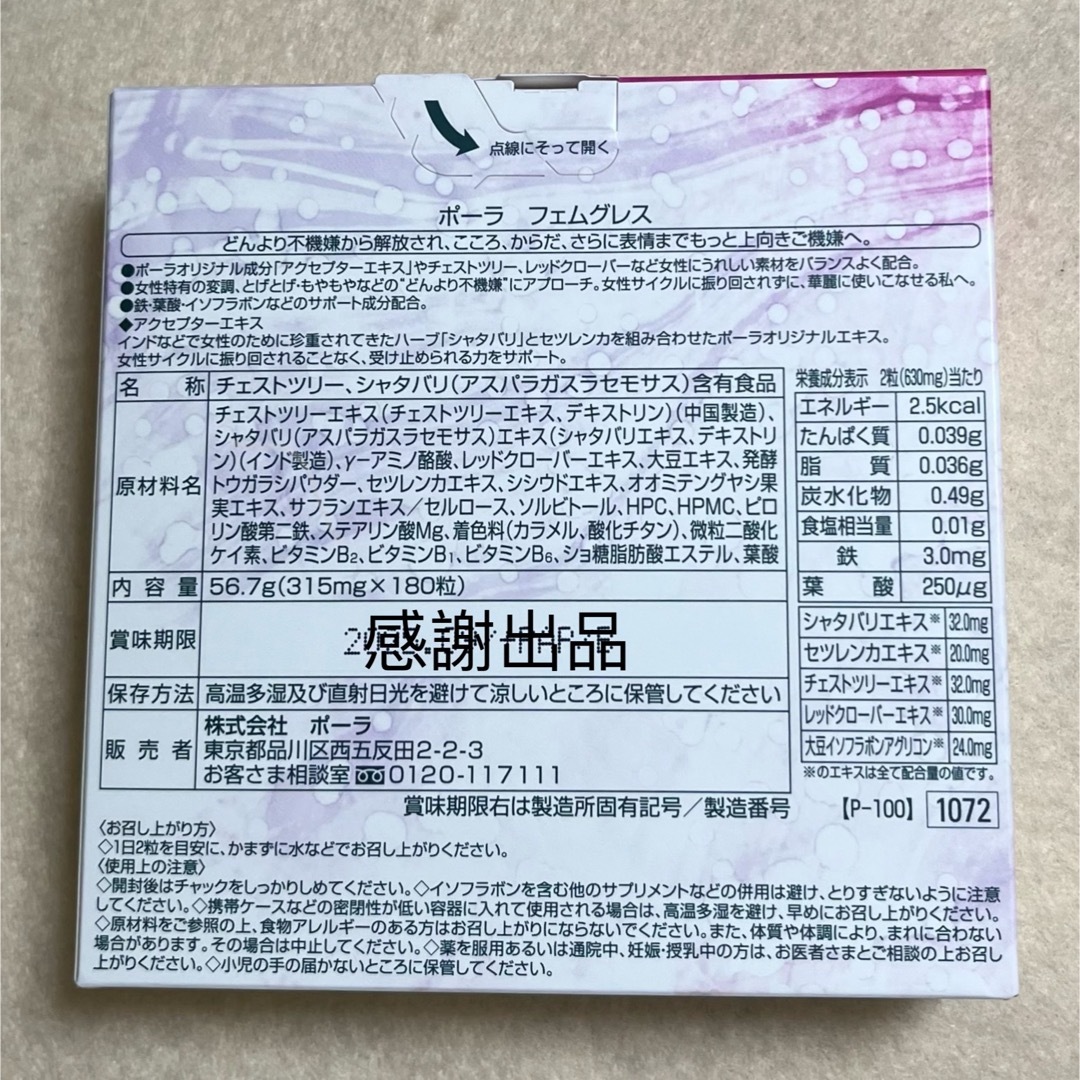 点線にそって開く
ポーラ フェムグレス
どんより不機嫌から解放され、こころ、からだ、さらに表情までもっと上向きご機嫌へ。
●ポーラオリジナル成分「アクセプターエキス」やチェストツリー、レッドクローバーなど女性にうれしい素材をバランスよく配合。
●女性特有の変調、とげとげ・もやもやなどの"どんより不機嫌"にアプローチ。女性サイクルに振り回されずに、華麗に使いこなせる私へ。
●鉄・葉酸・イソフラボンなどのサポート成分配合。
◆アクセプターエキス
インドなどで女性のために珍重されてきたハーブ「シャタバリ」とセツレンカを組み合わせたポーラオリジナルエキス。
女性サイクルに振り回されることなく、受け止められる力をサポート。
名称 チェストツリー、シャタバリ(アスパラガスラセモサス)含有食品
原材料名
チェストツリーエキス(チェストツリーエキス、デキストリン)(中国製造)、
シャタバリ(アスパラガスラセモサス)エキス(シャタバリエキス、デキストリ
ン)(インド製造)、γ-アミノ酪酸、レッドクローバーエキス、大豆エキス、発酵
トウガラシパウダー、セツレンカエキス、シシウドエキス、オオミテングヤシ果
実エキス、サフランエキス/セルロース、ソルビトール、HPC、HPMC、ピロ
リン酸第二鉄、ステアリン酸Mg、着色料(カラメル、酸化チタン)、微粒二酸化
ケイ素、ビタミンB₂、ビタミンB₁、ビタミンB₆、ショ糖脂肪酸エステル、葉酸
内容量 56.7g(315mg×180粒)
賞味期限
感謝出品
保存方法 高温多湿及び直射日光を避けて涼しいところに保管してください
販売者
株式会社 ポーラ
東京都品川区西五反田2-2-3
お客さま相談室 0120-117111
栄養成分表示 2粒(630mg)当たり
エネルギー 2.5kcal
たんぱく質 0.039g
脂質 0.036g
炭水化物 0.49g
食塩相当量 0.01g
鉄 3.0mg
葉酸 250μg
シャタバリエキス※ 32.0mg
セツレンカエキス※ 20.0mg
チェストツリーエキス※ 32.0mg
レッドクローバーエキス※ 30.0mg
大豆イソフラボンアグリコン※ 24.0mg
※のエキスは全て配合量の値です。
賞味期限右は製造所固有記号/製造番号 【P-100】 1072
〈お召し上がり方〉
◇1日2粒を目安に、かまずに水などでお召し上がりください。
〈使用上の注意〉
◇開封後はチャックをしっかりしめてください。◇イソフラボンを含む他のサプリメントなどの併用は避け、とりすぎないように注意
してください。◇携帯ケースなどの密閉性が低い容器に入れて使用される場合は、高温多湿を避け、早めにお召し上がりください。
◇原材料をご参照の上、食物アレルギーのある方はお召し上がりにならないでください。また、体質や体調により、まれに合わない
場合があります。その場合は中止してください。◇薬を服用あるいは通院中、妊娠・授乳中の方は、お医者さまとご相談の上お召し
上がりください。◇小児の手の届かないところに保管してください。